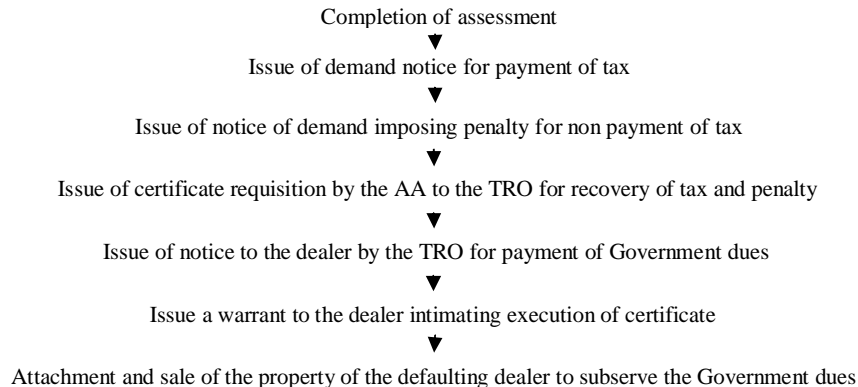 Completion of assessment
Issue of demand notice for payment of tax
Issue of notice of demand imposing penalty for non payment of tax
Issue of certificate requisition by the AA to the TRO for recovery of tax and penalty
Issue of notice to the dealer by the TRO for payment of Government dues
Issue a warrant to the dealer intimating execution of certificate
Attachment and sale of the property of the defaulting dealer to subserve the Government dues